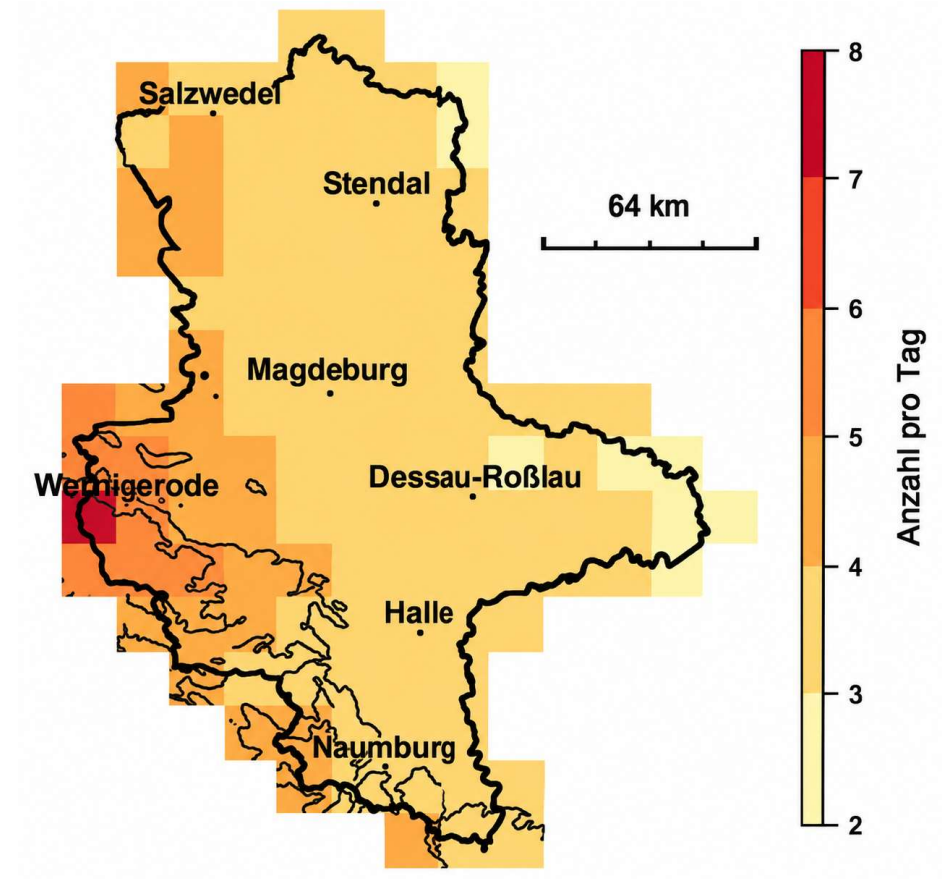 Salzwedel
Stendal
64 km
Magdeburg
Wernigerode
Dessau-Roßlau
Halle
Naumburg
8
7
6
5
4
3
2
Anzahl pro Tag